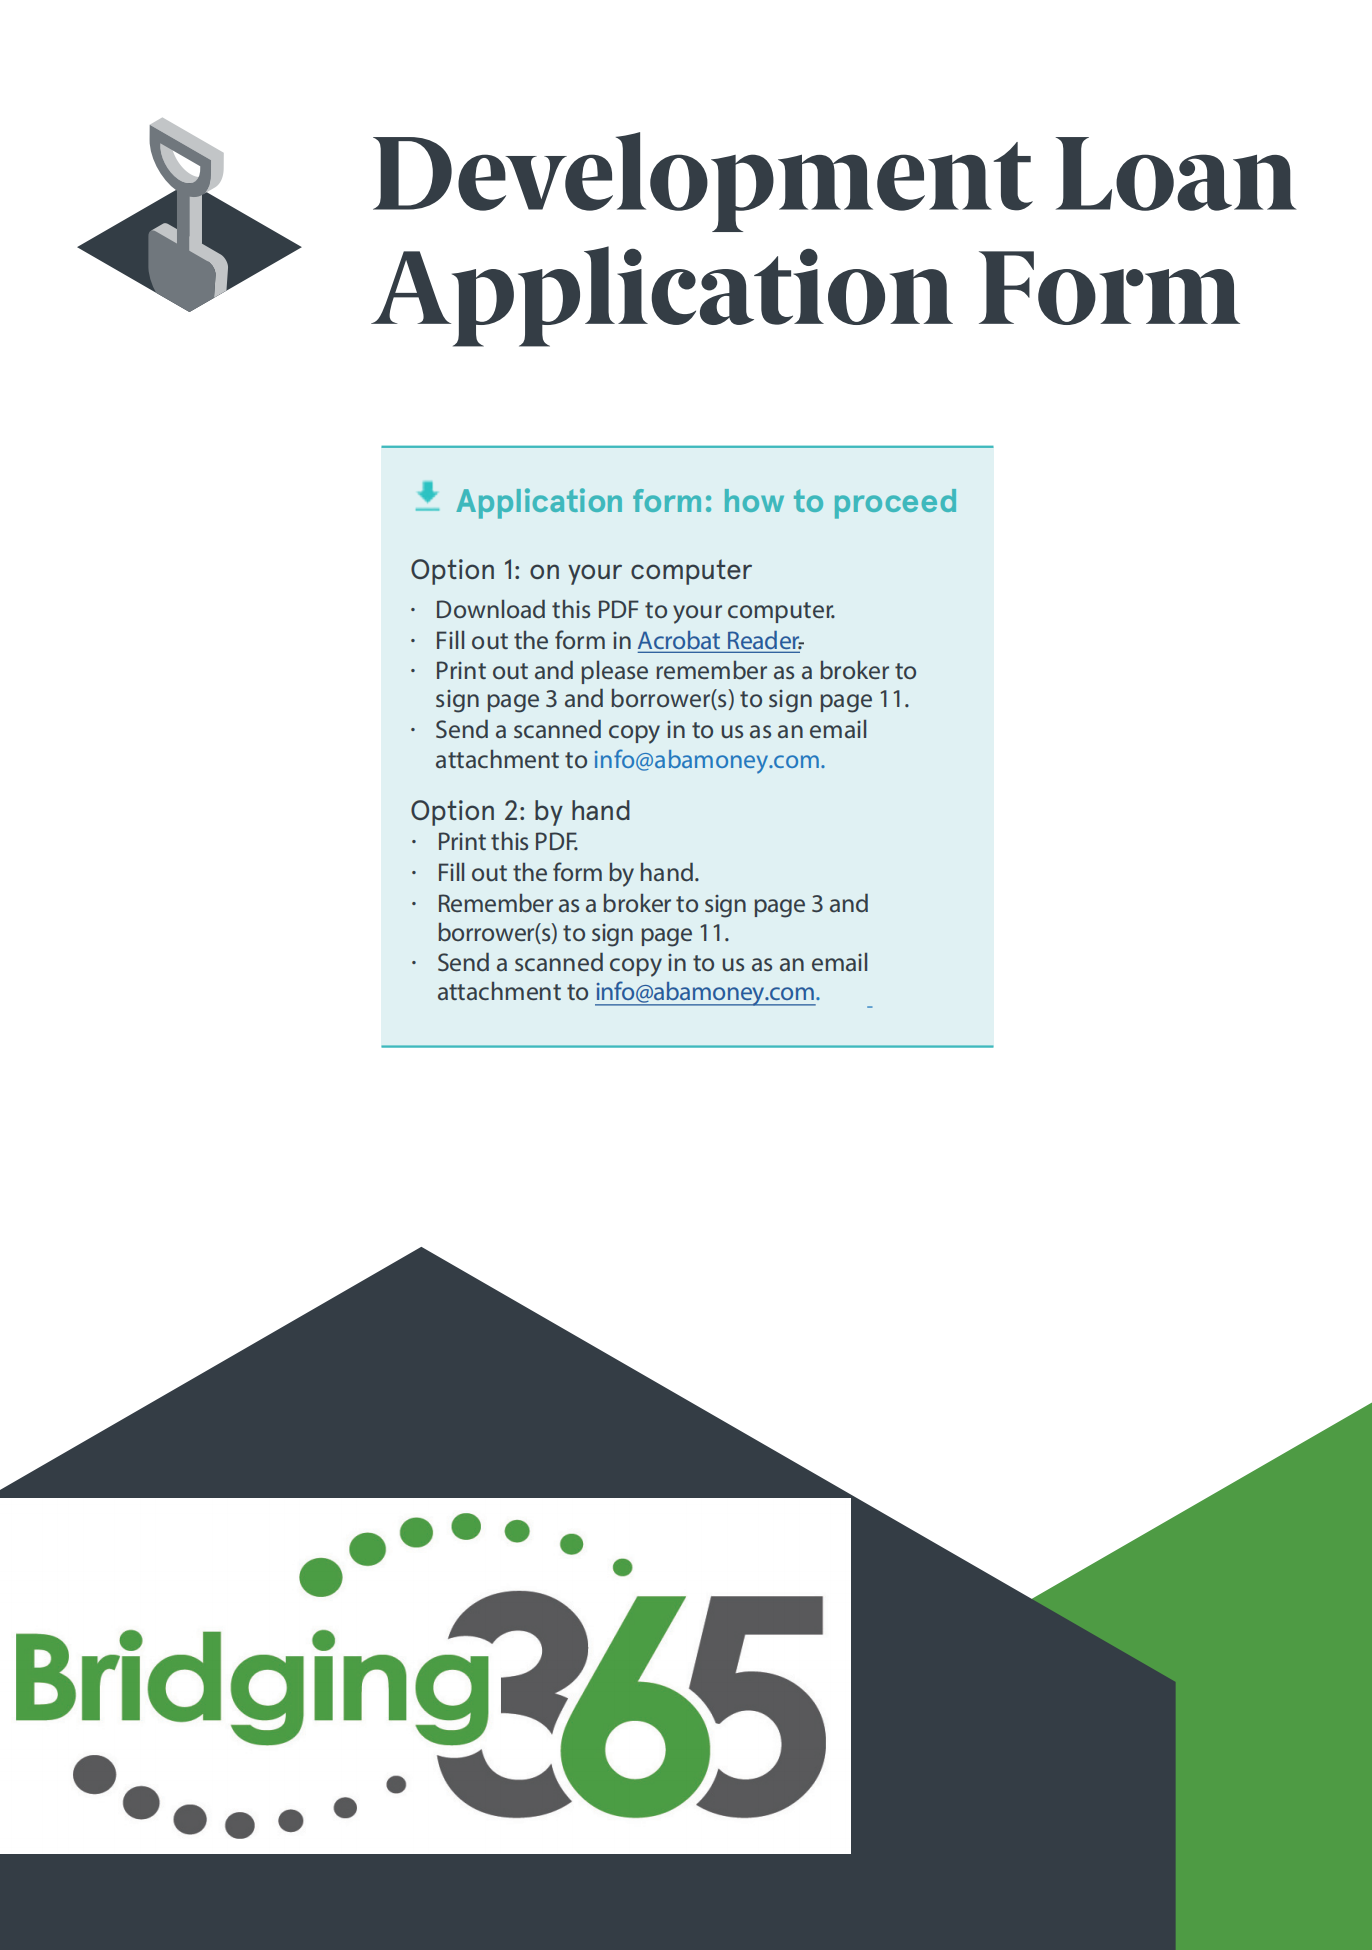 Development Loan
Application Form
Application form: how to proceed
Option 1: on your computer
· Download this PDF to your computer.
· Fill out the form in Acrobat Reader.
· Print out and please remember as a broker to
sign page 3 and borrower(s) to sign page 11.
· Send a scanned copy in to us as an email
attachment to info@abamoney.com.
Option 2: by hand
· Print this PDF.
· Fill out the form by hand.
· Remember as a broker to sign page 3 and
borrower(s) to sign page 11.
· Send a scanned copy in to us as an email
attachment to info@abamoney.com.
Bridging365